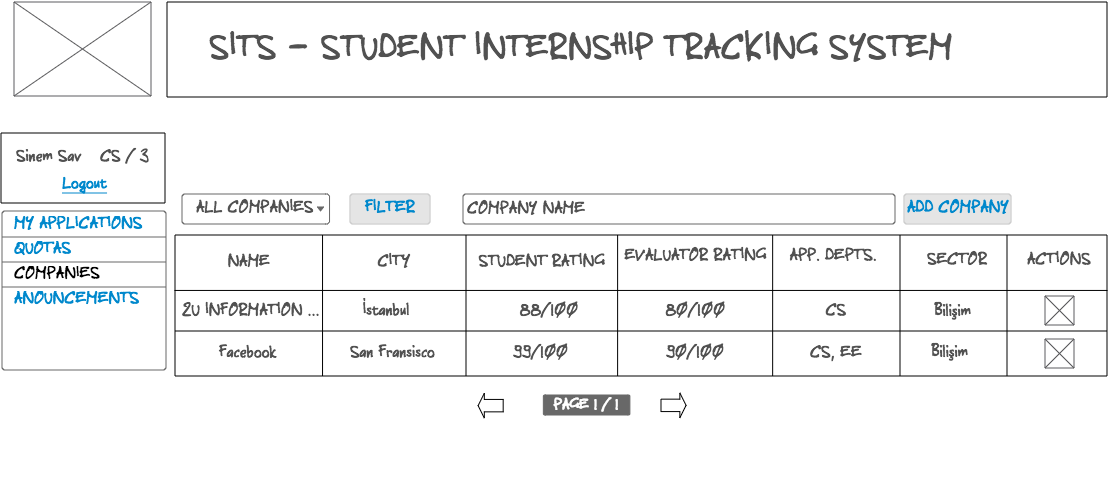 SITS - STUDENT INTERNSHIP TRACKING SYSTEM
Sinem Sav CS / 3
Logout
MY APPLICATIONS
QUOTAS
COMPANIES
ANOUNCEMENTS
ALL COMPANIES FILTER COMPANY NAME ADD COMPANY
NAME CITY STUDENT RATING EVALUATOR RATING APP. DEPTS. SECTOR ACTIONS
2U INFORMATION ... İstanbul 88/100 80/100 CS Bilişim
Facebook San Fransisco 99/100 90/100 CS, EE Bilişim
PAGE 1 / 1